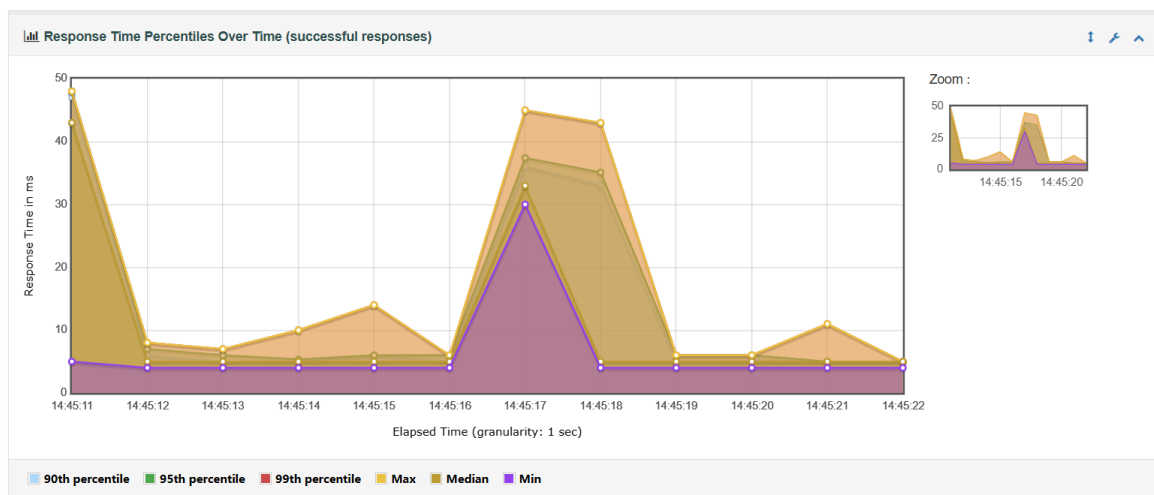 Response Time Percentiles Over Time (successful responses)
Zoom :
50
40
30
20
10
0
Response Time in ms
14:45:11 14:45:12 14:45:13 14:45:14 14:45:15 14:45:16 14:45:17 14:45:18 14:45:19 14:45:20 14:45:21 14:45:22
Elapsed Time (granularity: 1 sec)
50
25
0
14:45:15 14:45:20
90th percentile 95th percentile 99th percentile Max Median Min